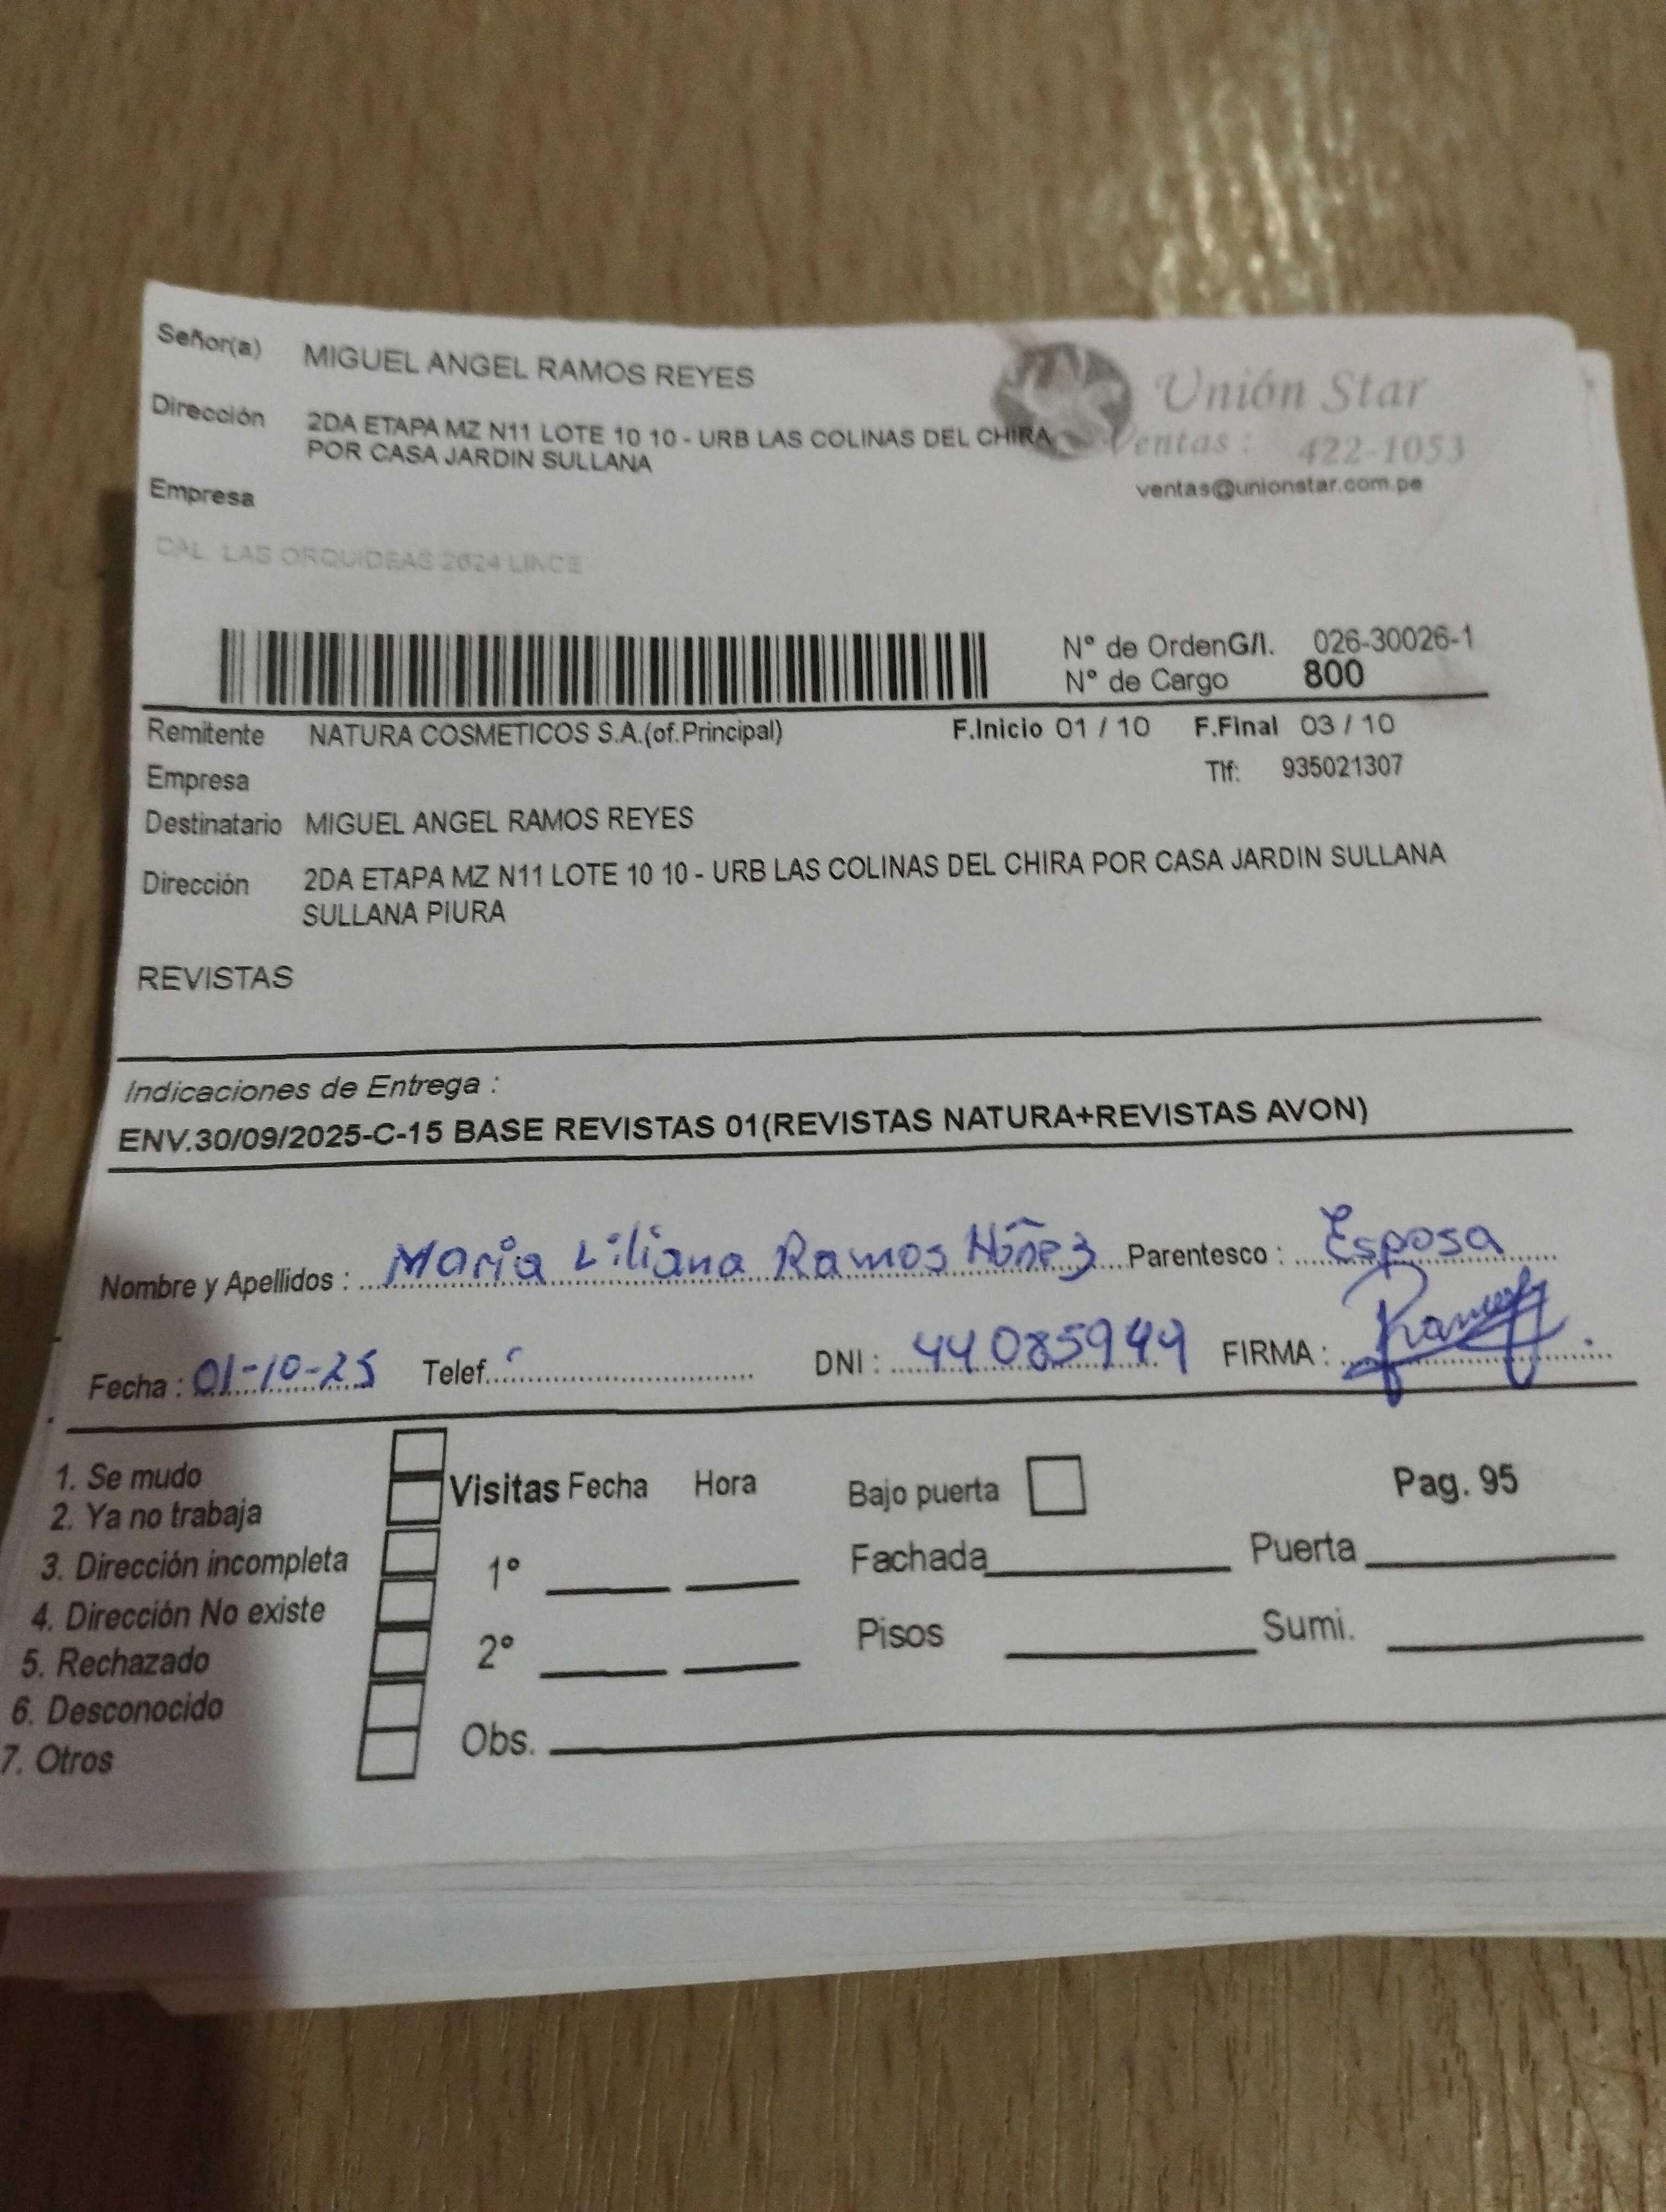 Señor(a) MIGUEL ANGEL RAMOS REYES
Unión Star
Dirección 2DA ETAPA MZ N11 LOTE 10 10 - URB LAS COLINAS DEL CHIRA
Ventas : 422-1053
POR CASA JARDIN SULLANA
ventas@unionstar.com.pe
Empresa
CAL. LAS ORQUIDEAS 2624 LINCE
N° de OrdenG/I. 026-30026-1
N° de Cargo 800
Remitente NATURA COSMETICOS S.A.(of.Principal) F.Inicio 01 / 10 F.Final 03 / 10
Empresa Tlf: 935021307
Destinatario MIGUEL ANGEL RAMOS REYES
Dirección 2DA ETAPA MZ N11 LOTE 10 10 - URB LAS COLINAS DEL CHIRA POR CASA JARDIN SULLANA
SULLANA PIURA
REVISTAS
Indicaciones de Entrega :
ENV.30/09/2025-C-15 BASE REVISTAS 01(REVISTAS NATURA+REVISTAS AVON)
Nombre y Apellidos : Maria Liliana Ramos Núñez Parentesco : Esposa
Fecha : 01-10-25 Telef. DNI : 44085949 FIRMA :
1. Se mudo
2. Ya no trabaja
3. Dirección incompleta
4. Dirección No existe
5. Rechazado
6. Desconocido
7. Otros
Visitas Fecha Hora
1°
2°
Obs.
Bajo puerta Pag. 95
Fachada Puerta
Pisos Sumi.